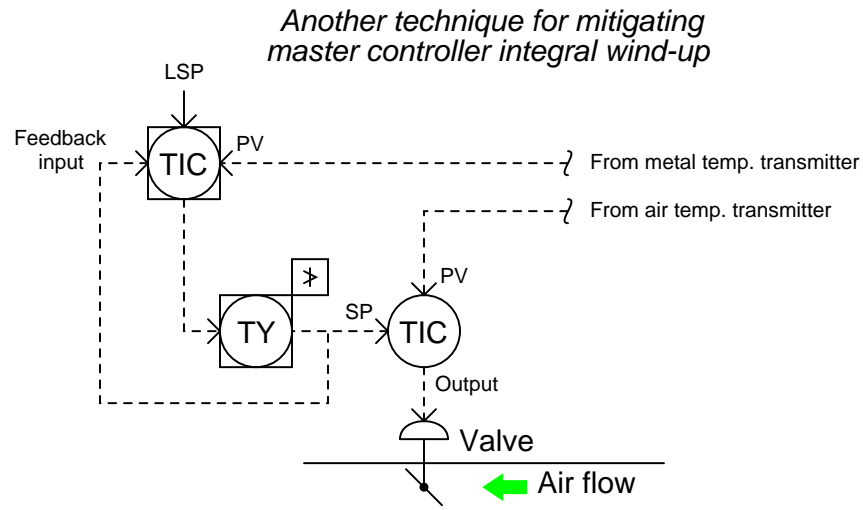 Another technique for mitigating
master controller integral wind-up
LSP
Feedback
input
PV
TIC
From metal temp. transmitter
From air temp. transmitter
PV
SP
TY
TIC
Output
Valve
Air flow